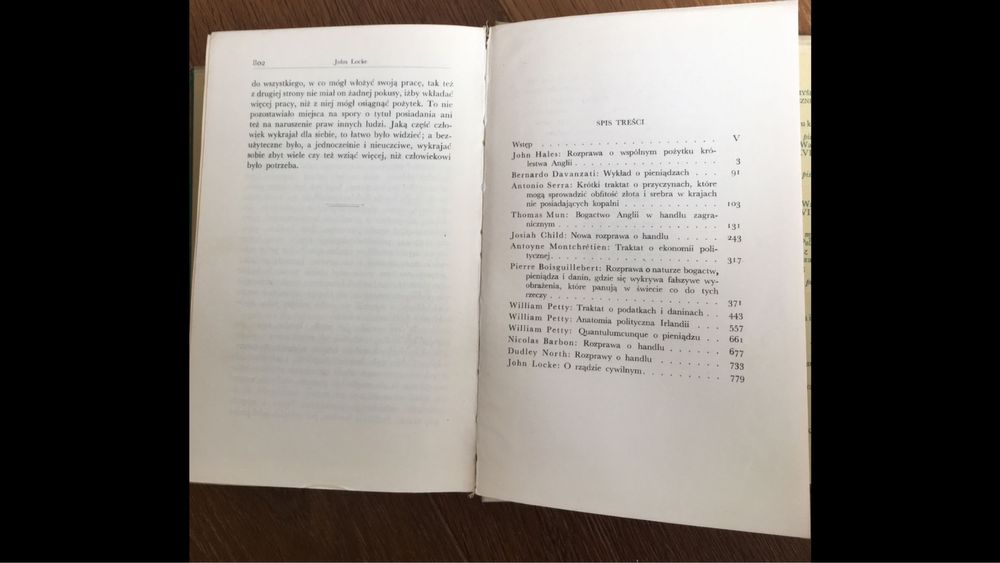 802
John Locke
do wszystkiego, w co mógł włożyć swoją pracę, tak też
z drugiej strony nie miał on żadnej pokusy, iżby wkładać
więcej pracy, niż z niej mógł osiągnąć pożytek. To nie
pozostawiało miejsca na spory o tytuł posiadania ani
też na naruszenie praw innych ludzi. Jaką część czło-
wiek wykrajał dla siebie, to łatwo było widzieć; a bez-
użyteczne było, a jednocześnie i nieuczciwe, wykrajać
sobie zbyt wiele czy też wziąć więcej, niż człowiekowi
było potrzeba.
SPIS TREŚCI
Wstęp . . . . . . . . . . . . . . . . . . V
John Hales: Rozprawa o wspólnym pożytku kró-
lestwa Anglii . . . . . . . . . . . . . . . 3
Bernardo Davanzati: Wykład o pieniądzach . . . 91
Antonio Serra: Krótki traktat o przyczynach, które
mogą sprowadzić obfitość złota i srebra w krajach
nie posiadających kopalni . . . . . . . . . . 103
Thomas Mun: Bogactwo Anglii w handlu zagra-
nicznym . . . . . . . . . . . . . . . . . 131
Josiah Child: Nowa rozprawa o handlu . . . . . 243
Antoyne Montchrétien: Traktat o ekonomii poli-
tycznej . . . . . . . . . . . . . . . . . . 317
Pierre Boisguillebert: Rozprawa o naturze bogactw,
pieniądza i danin, gdzie się wykrywa fałszywe wy-
obrażenia, które panują w świecie co do tych
rzeczy . . . . . . . . . . . . . . . . . . 371
William Petty: Traktat o podatkach i daninach . . 443
William Petty: Anatomia polityczna Irlandii . . . 557
William Petty: Quantulumcunque o pieniądzu . . 661
Nicolas Barbon: Rozprawa o handlu . . . . . . 677
Dudley North: Rozprawy o handlu . . . . . . . 733
John Locke: O rządzie cywilnym . . . . . . . . 779